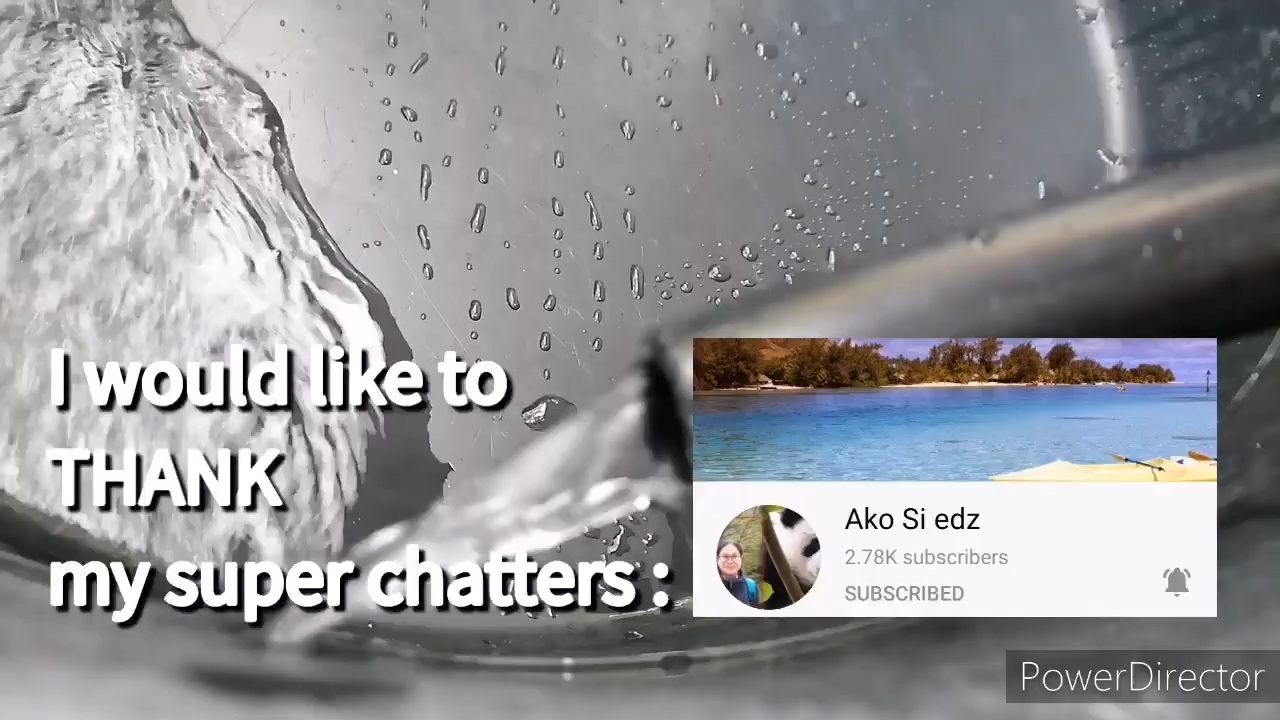 I would like to
THANK
my super chatters :
Ako Si edz
2.78K subscribers
SUBSCRIBED
PowerDirector